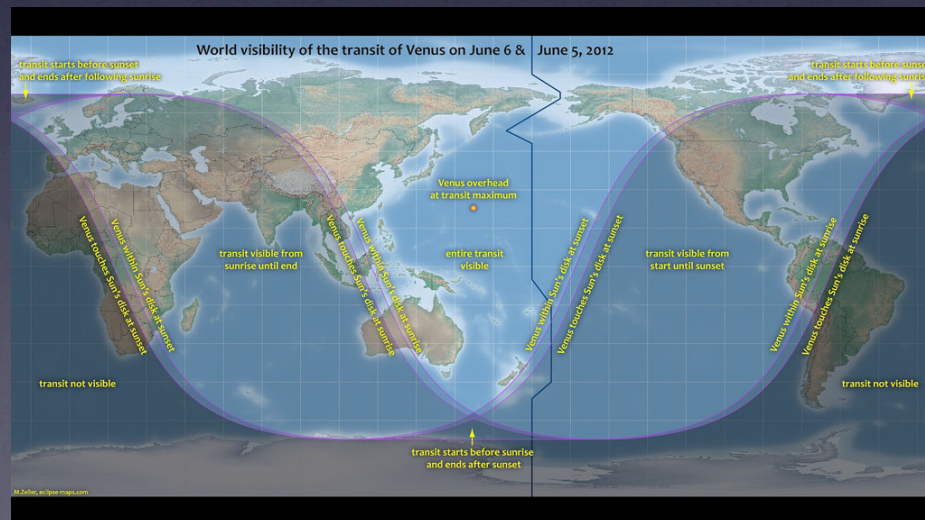 World visibility of the transit of Venus on June 6 & June 5, 2012
transit starts before sunset
and ends after following sunrise
transit starts before sunset
and ends after following sunrise
Venus overhead
at transit maximum
Venus touches Sun's disk at sunset
Venus within Sun's disk at sunset
transit visible from
sunrise until end
Venus touches Sun's disk at sunrise
Venus within Sun's disk at sunrise
entire transit
visible
Venus within Sun's disk at sunset
Venus touches Sun's disk at sunset
transit visible from
start until sunset
Venus within Sun's disk at sunrise
Venus touches Sun's disk at sunrise
transit not visible
transit not visible
transit starts before sunrise
and ends after sunset
M.Zeiler, eclipse-maps.com